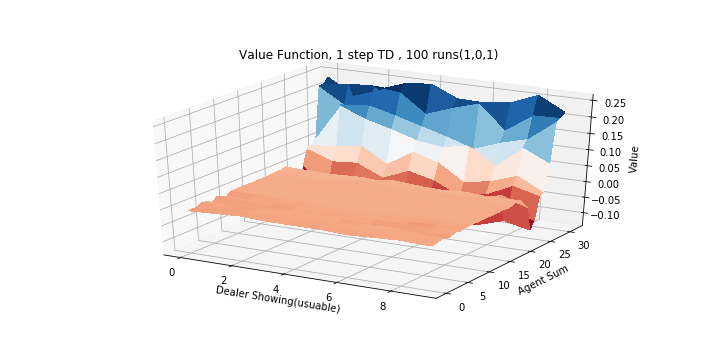 Value Function, 1 step TD , 100 runs(1,0,1)
0.25
0.20
0.15
0.10
0.05
0.00
−0.05
−0.10
Value
0 2 4 6 8
Dealer Showing(usuable)
0 5 10 15 20 25 30
Agent Sum